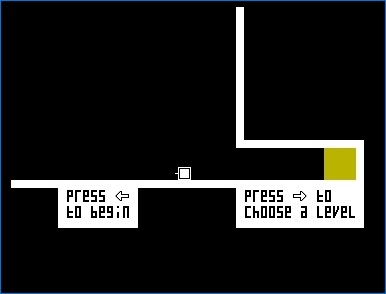 press ⇦
to begin
press ⇨ to
choose a level